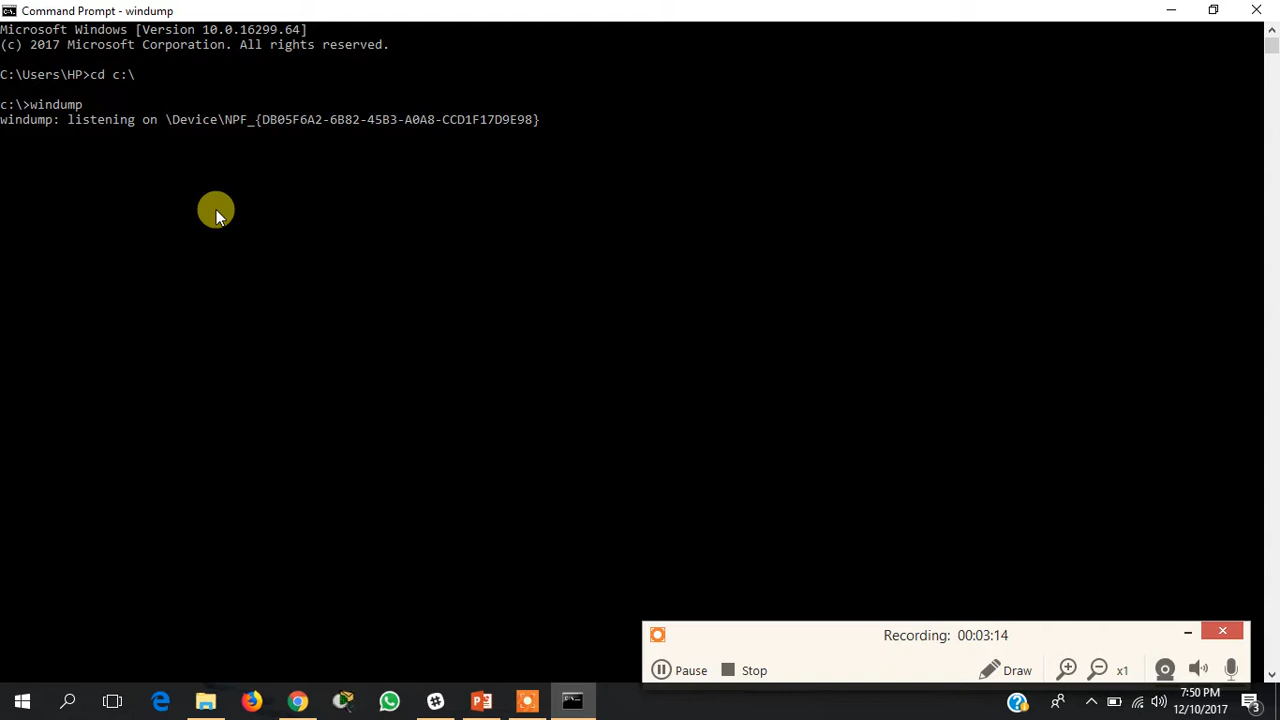 Command Prompt - windump
Microsoft Windows [Version 10.0.16299.64]
(c) 2017 Microsoft Corporation. All rights reserved.
C:\Users\HP>cd c:\
c:\>windump
windump: listening on \Device\NPF_{DB05F6A2-6B82-45B3-A0A8-CCD1F17D9E98}
Recording: 00:03:14
Pause
Stop
Draw
x1
7:50 PM
12/10/2017
3